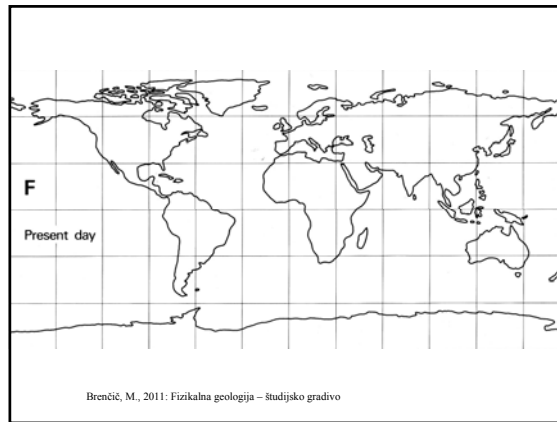 F
Present day
Brenčič, M., 2011: Fizikalna geologija – študijsko gradivo